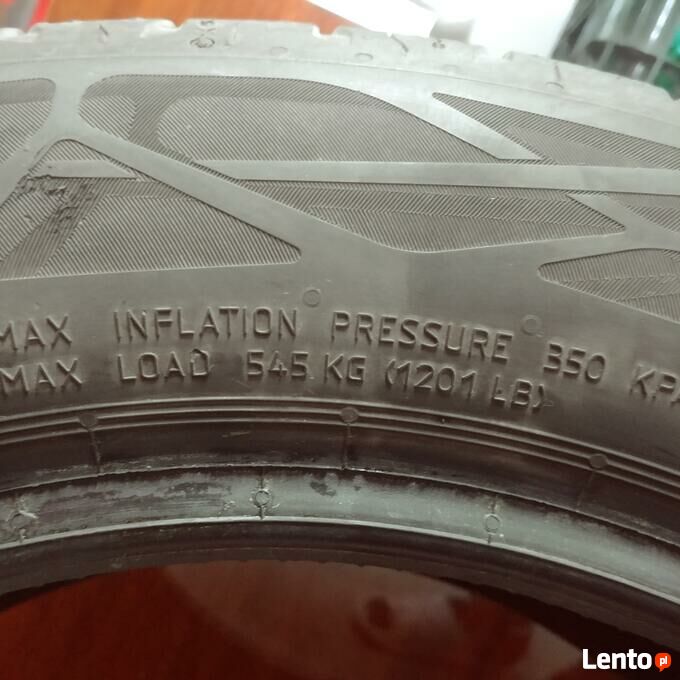 MAX INFLATION PRESSURE 350 KPA
MAX LOAD 545 KG (1201 LB)
Lento.pl